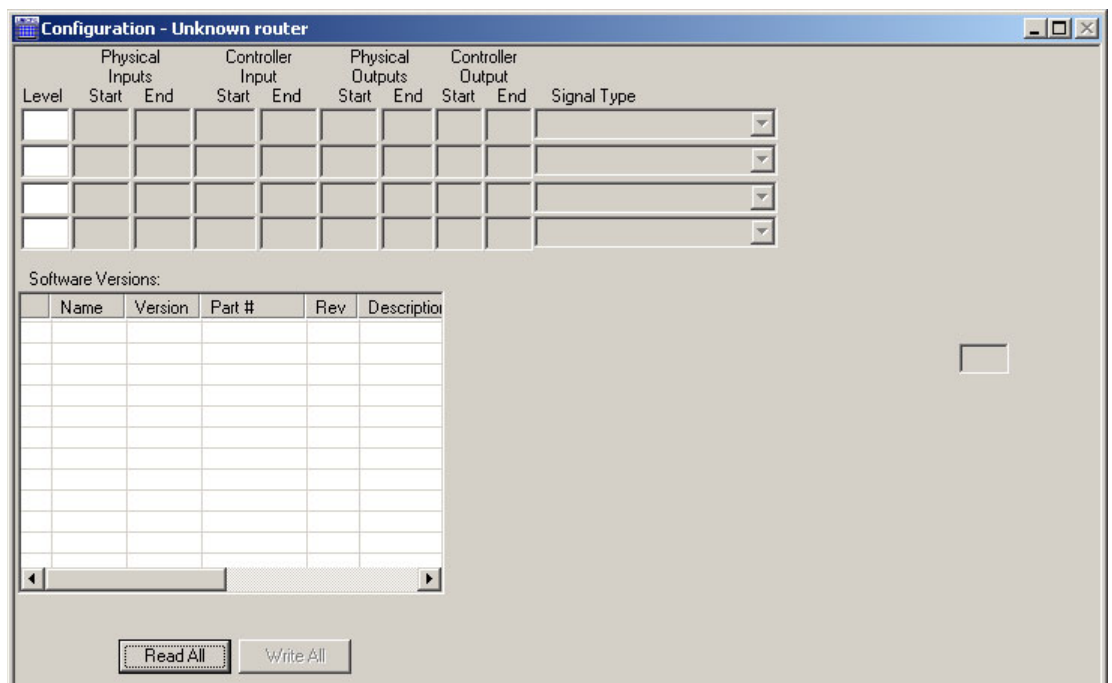 Configuration - Unknown router
Physical Controller Physical Controller
Inputs Input Outputs Output
Level Start End Start End Start End Start End Signal Type
Software Versions:
Name Version Part # Rev Description
Read All Write All